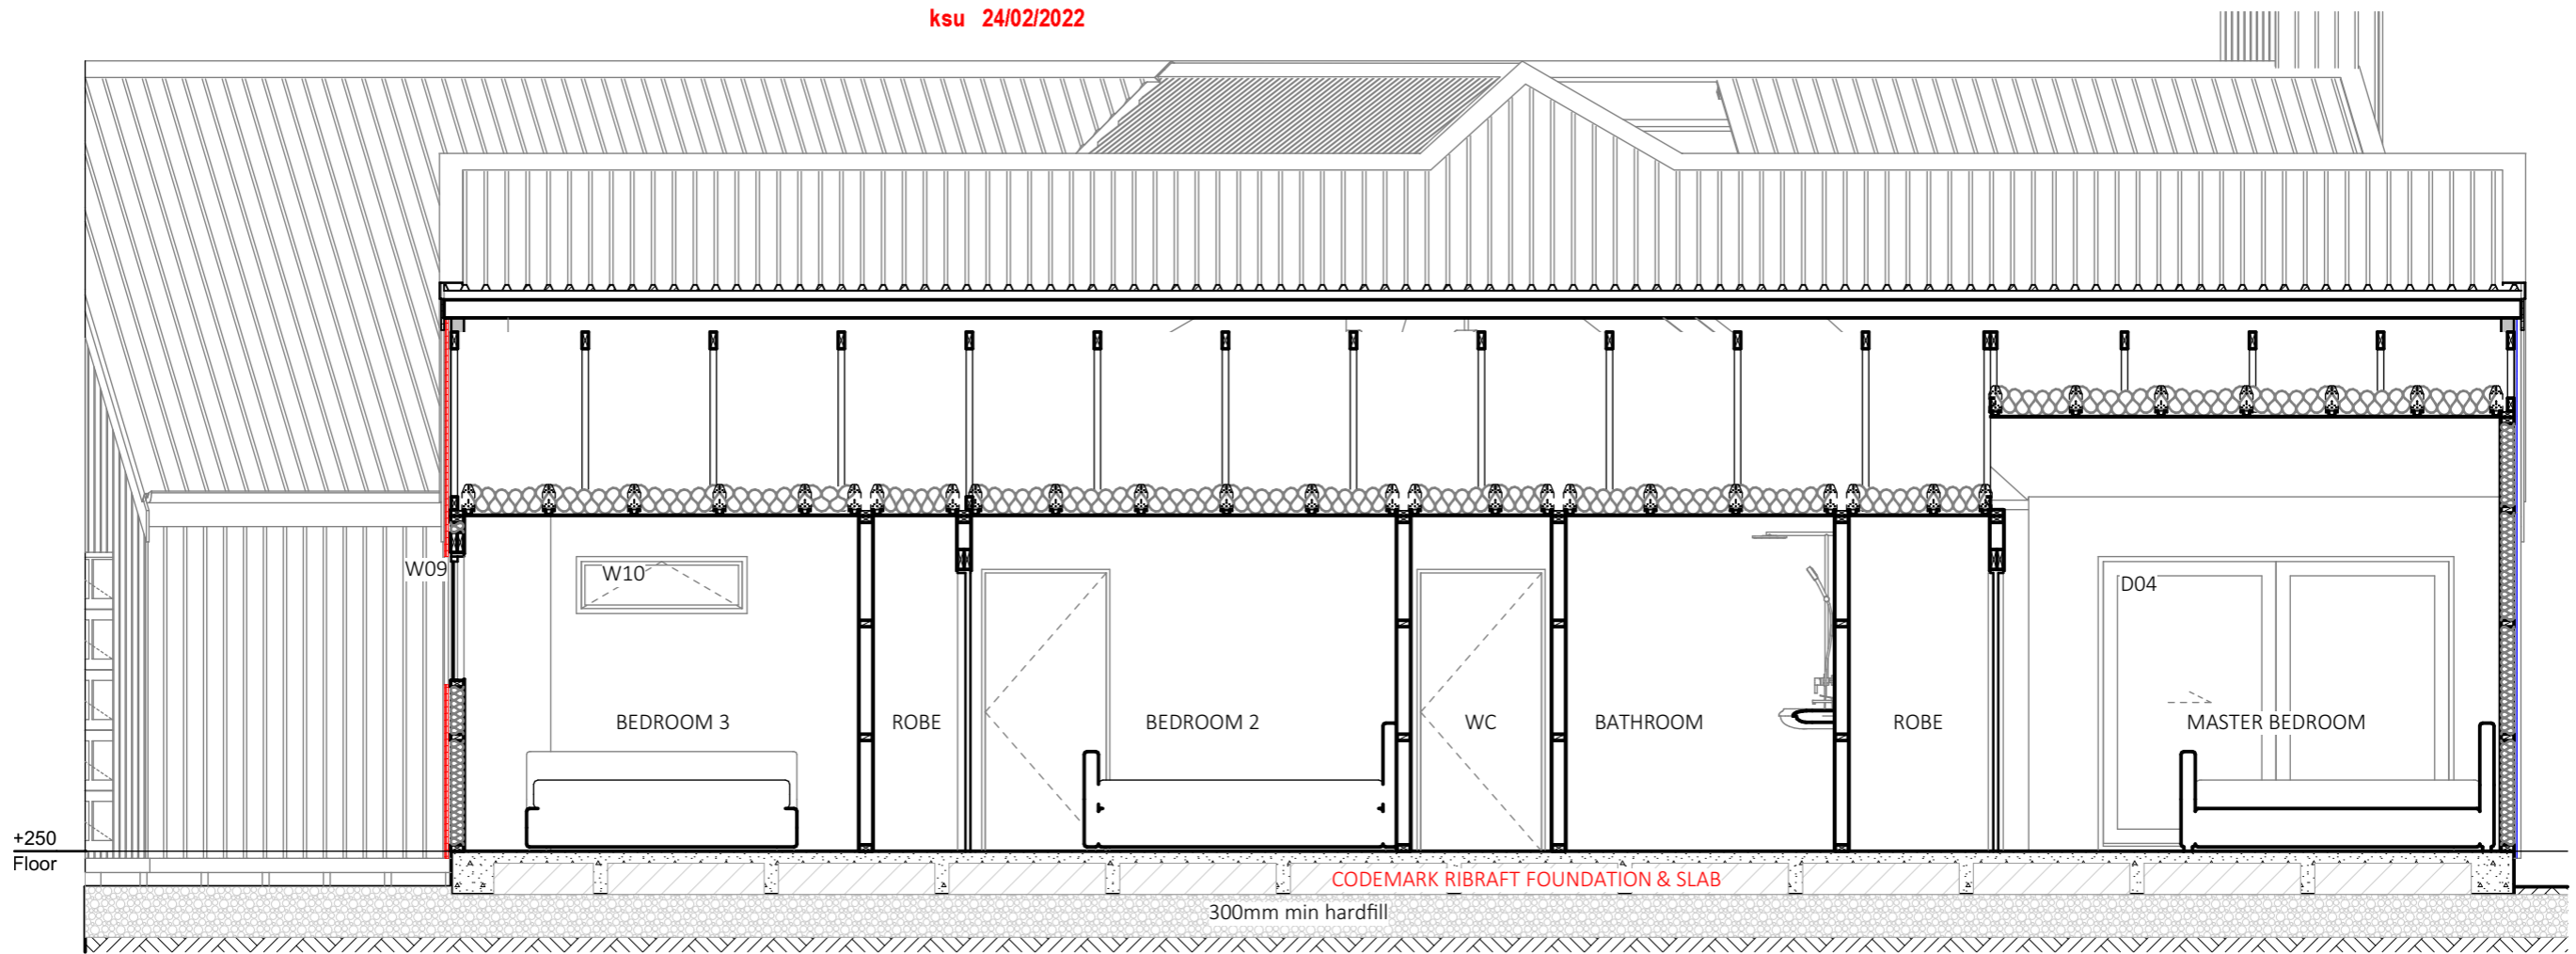 ksu 24/02/2022
W09
W10
D04
BEDROOM 3
ROBE
BEDROOM 2
WC
BATHROOM
ROBE
MASTER BEDROOM
+250
Floor
CODEMARK RIBRAFT FOUNDATION & SLAB
300mm min hardfill